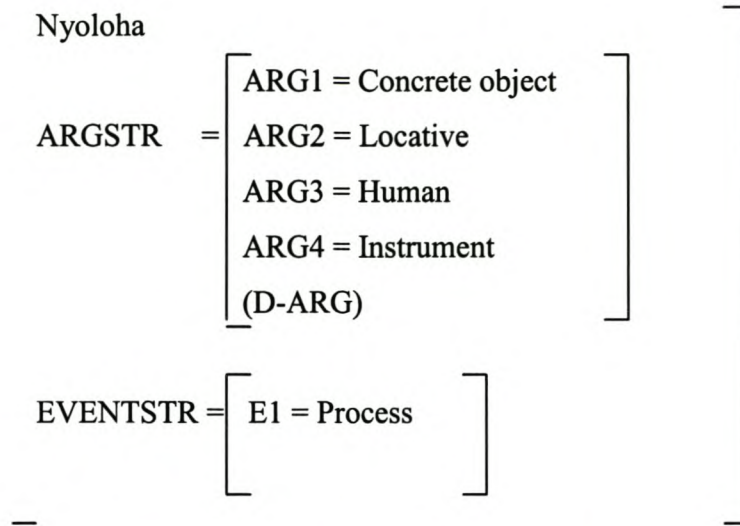 Nyoloha
ARG1 = Concrete object
ARGSTR = ARG2 = Locative
ARG3 = Human
ARG4 = Instrument
(D-ARG)
EVENTSTR = E1 = Process